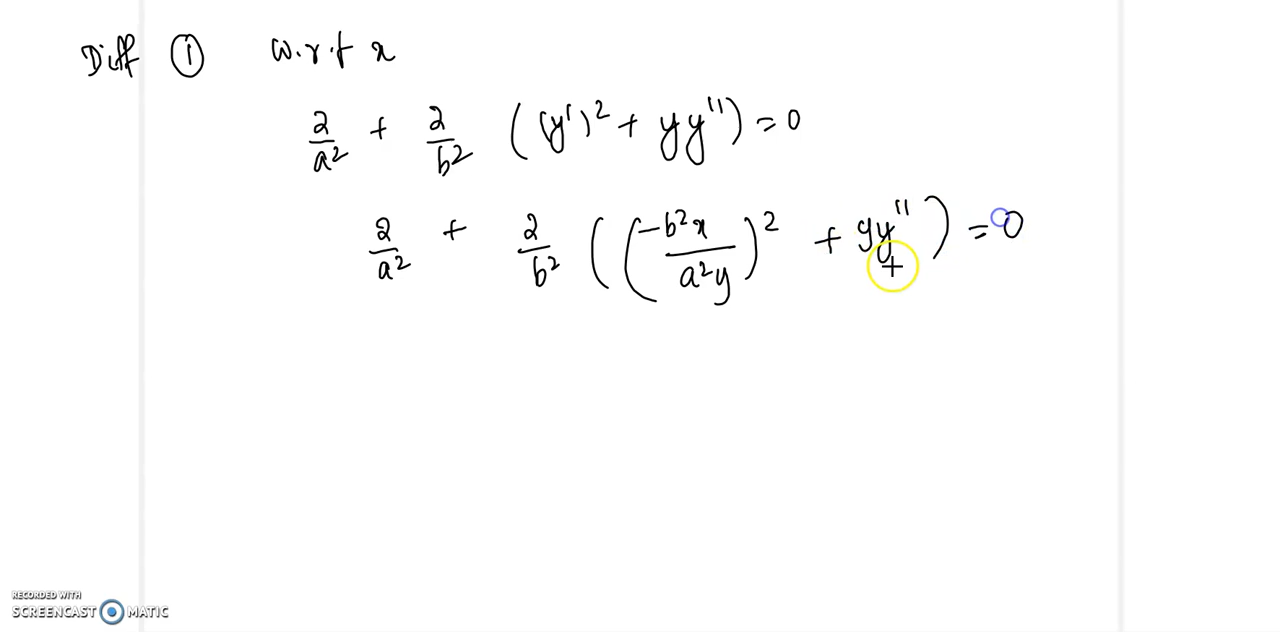 Diff ① w.r.t x
2/a² + 2/b² ((y')² + yy'') = 0
2/a² + 2/b² ((-b²x/a²y)² + yy'') = 0
RECORDED WITH
SCREENCAST MATIC